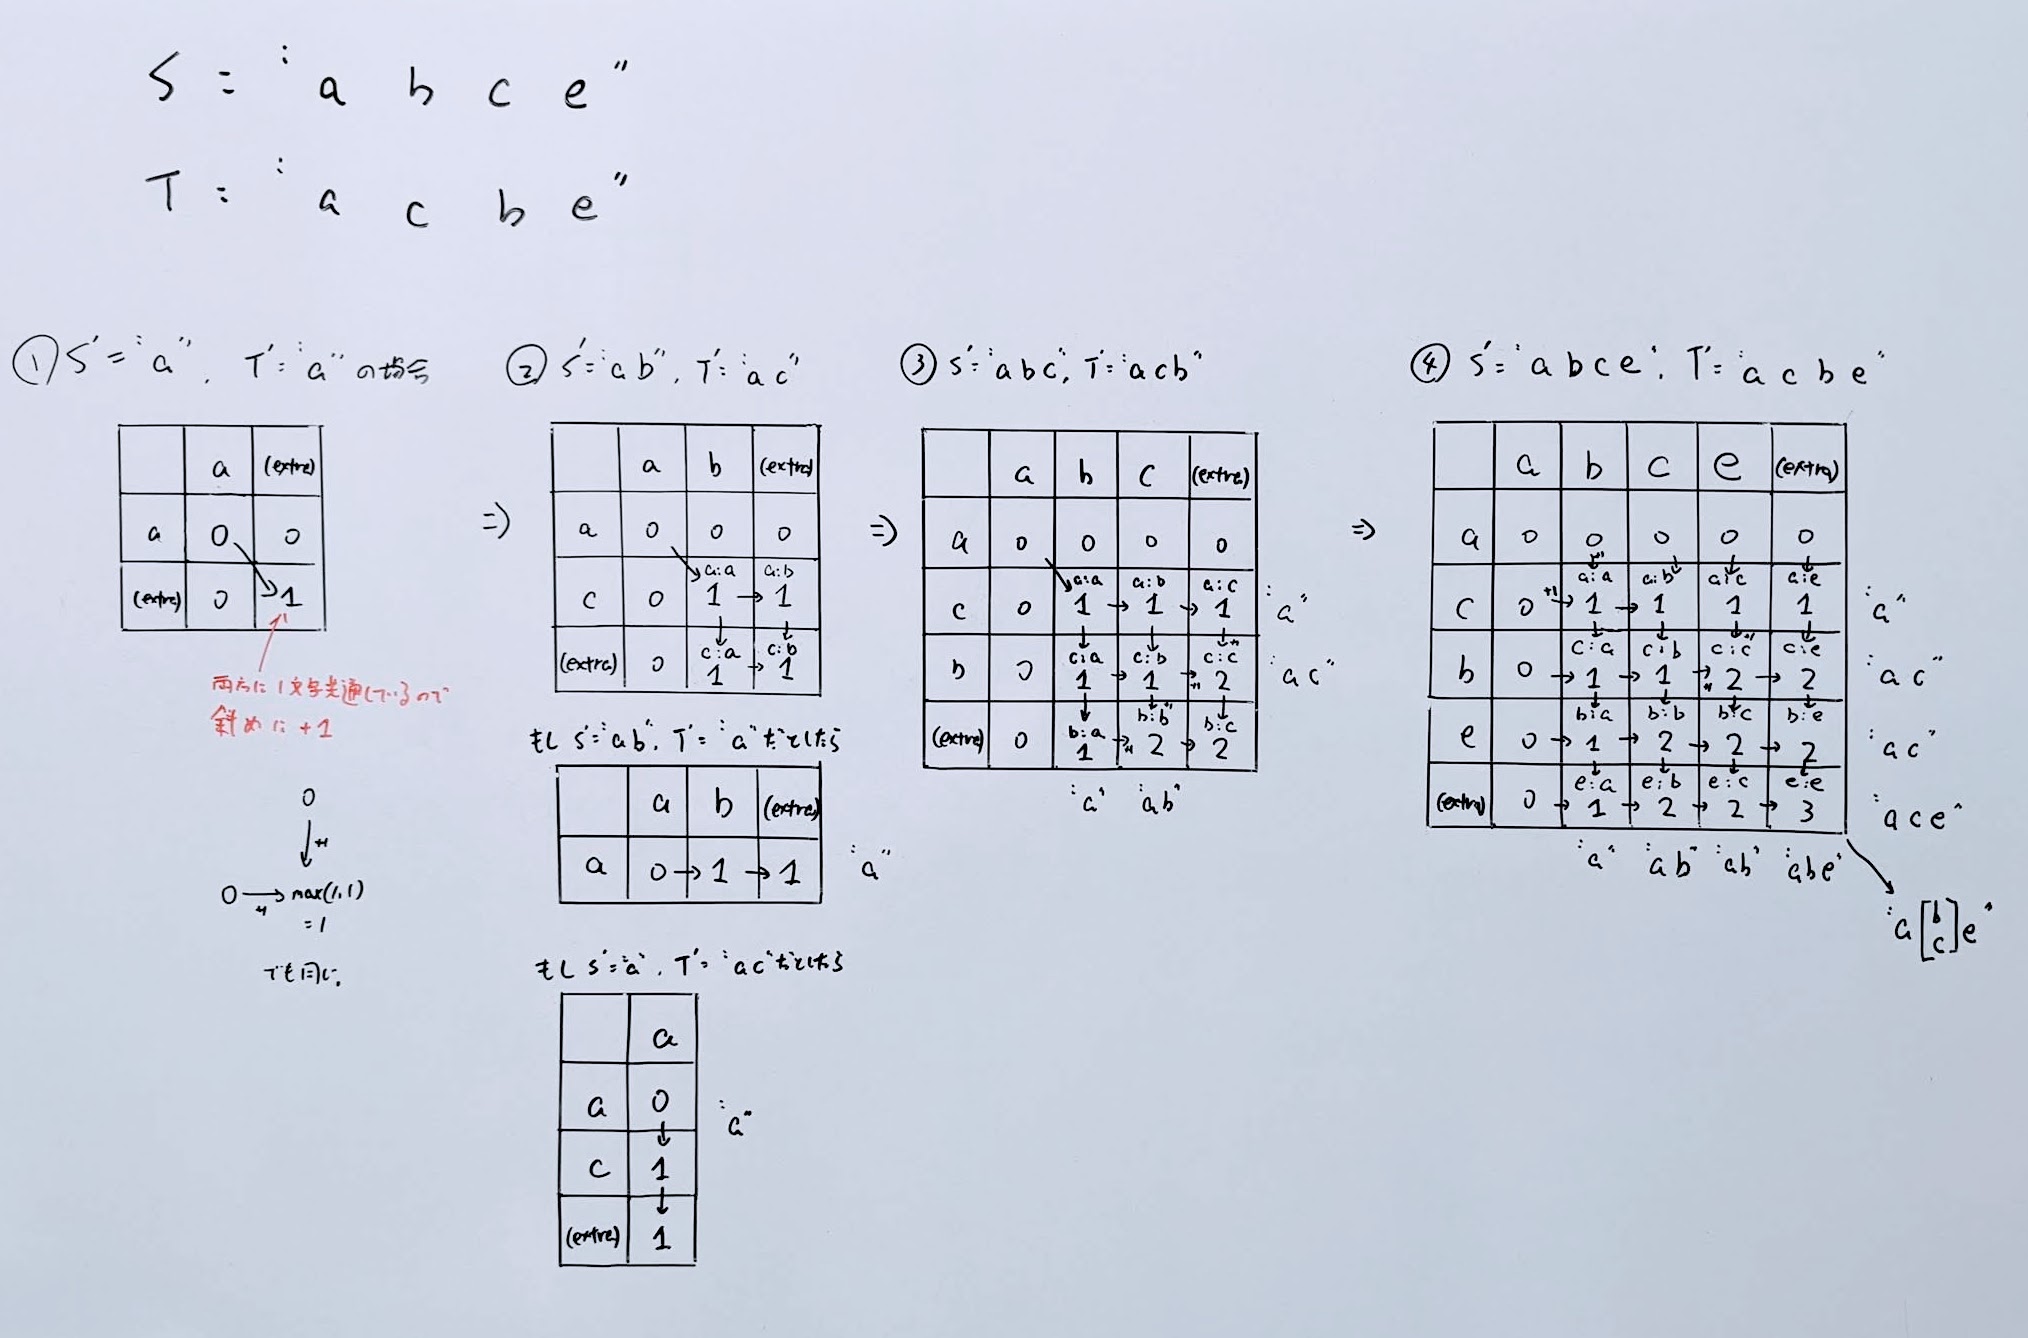 S = "a b c e"
T = "a c b e"
① S' = "a", T' = "a" の場合
a (extra)
a 0 0
(extra) 0 1
両方に1文字共通しているので
斜めに+1
0
+1
0 → max(1,1)
+1
= 1
でも同じ.
⇒
② S' = "ab", T' = "ac"
a b (extra)
a 0 0 0
a:a a:b
c 0 1 → 1
c:a c:b
(extra) 0 1 → 1
もし S' = "ab", T' = "a" だとしたら
a b (extra)
a 0 → 1 → 1 "a"
もし S' = "a", T' = "ac" だとしたら
a
a 0 "a"
c 1
(extra) 1
⇒
③ S' = "abc", T' = "acb"
a b c (extra)
a 0 0 0 0
a:a a:b a:c
c 0 1 → 1 → 1 "a"
c:a c:b c:c
b 0 1 → 1 → 2 "ac"
+1
b:a b:b b:c
(extra) 0 1 → 2 → 2
+1
"a" "ab"
⇒
④ S' = "abce", T' = "acbe"
a b c e (extra)
a 0 0 0 0 0
a:a a:b a:c a:e
c 0 → 1 → 1 1 1 "a"
+1
c:a c:b c:c c:e
b 0 → 1 → 1 → 2 → 2 "ac"
+1
b:a b:b b:c b:e
e 0 → 1 → 2 → 2 → 2 "ac"
e:a e:b e:c e:e
(extra) 0 → 1 → 2 → 2 → 3 "ace"
"a" "ab" "ab" "abe"
"a[b
c]e"